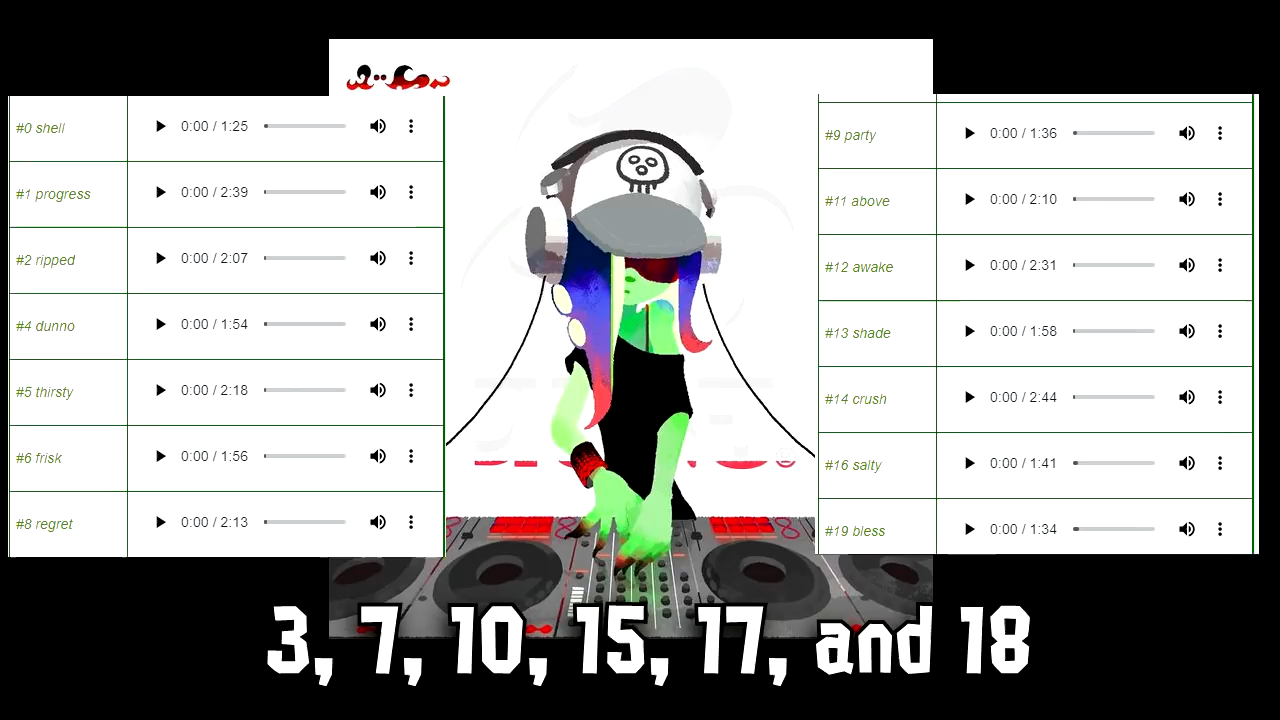 #0 shell 0:00 / 1:25
#1 progress 0:00 / 2:39
#2 ripped 0:00 / 2:07
#4 dunno 0:00 / 1:54
#5 thirsty 0:00 / 2:18
#6 frisk 0:00 / 1:56
#8 regret 0:00 / 2:13
#9 party 0:00 / 1:36
#11 above 0:00 / 2:10
#12 awake 0:00 / 2:31
#13 shade 0:00 / 1:58
#14 crush 0:00 / 2:44
#16 salty 0:00 / 1:41
#19 bless 0:00 / 1:34
3, 7, 10, 15, 17, and 18